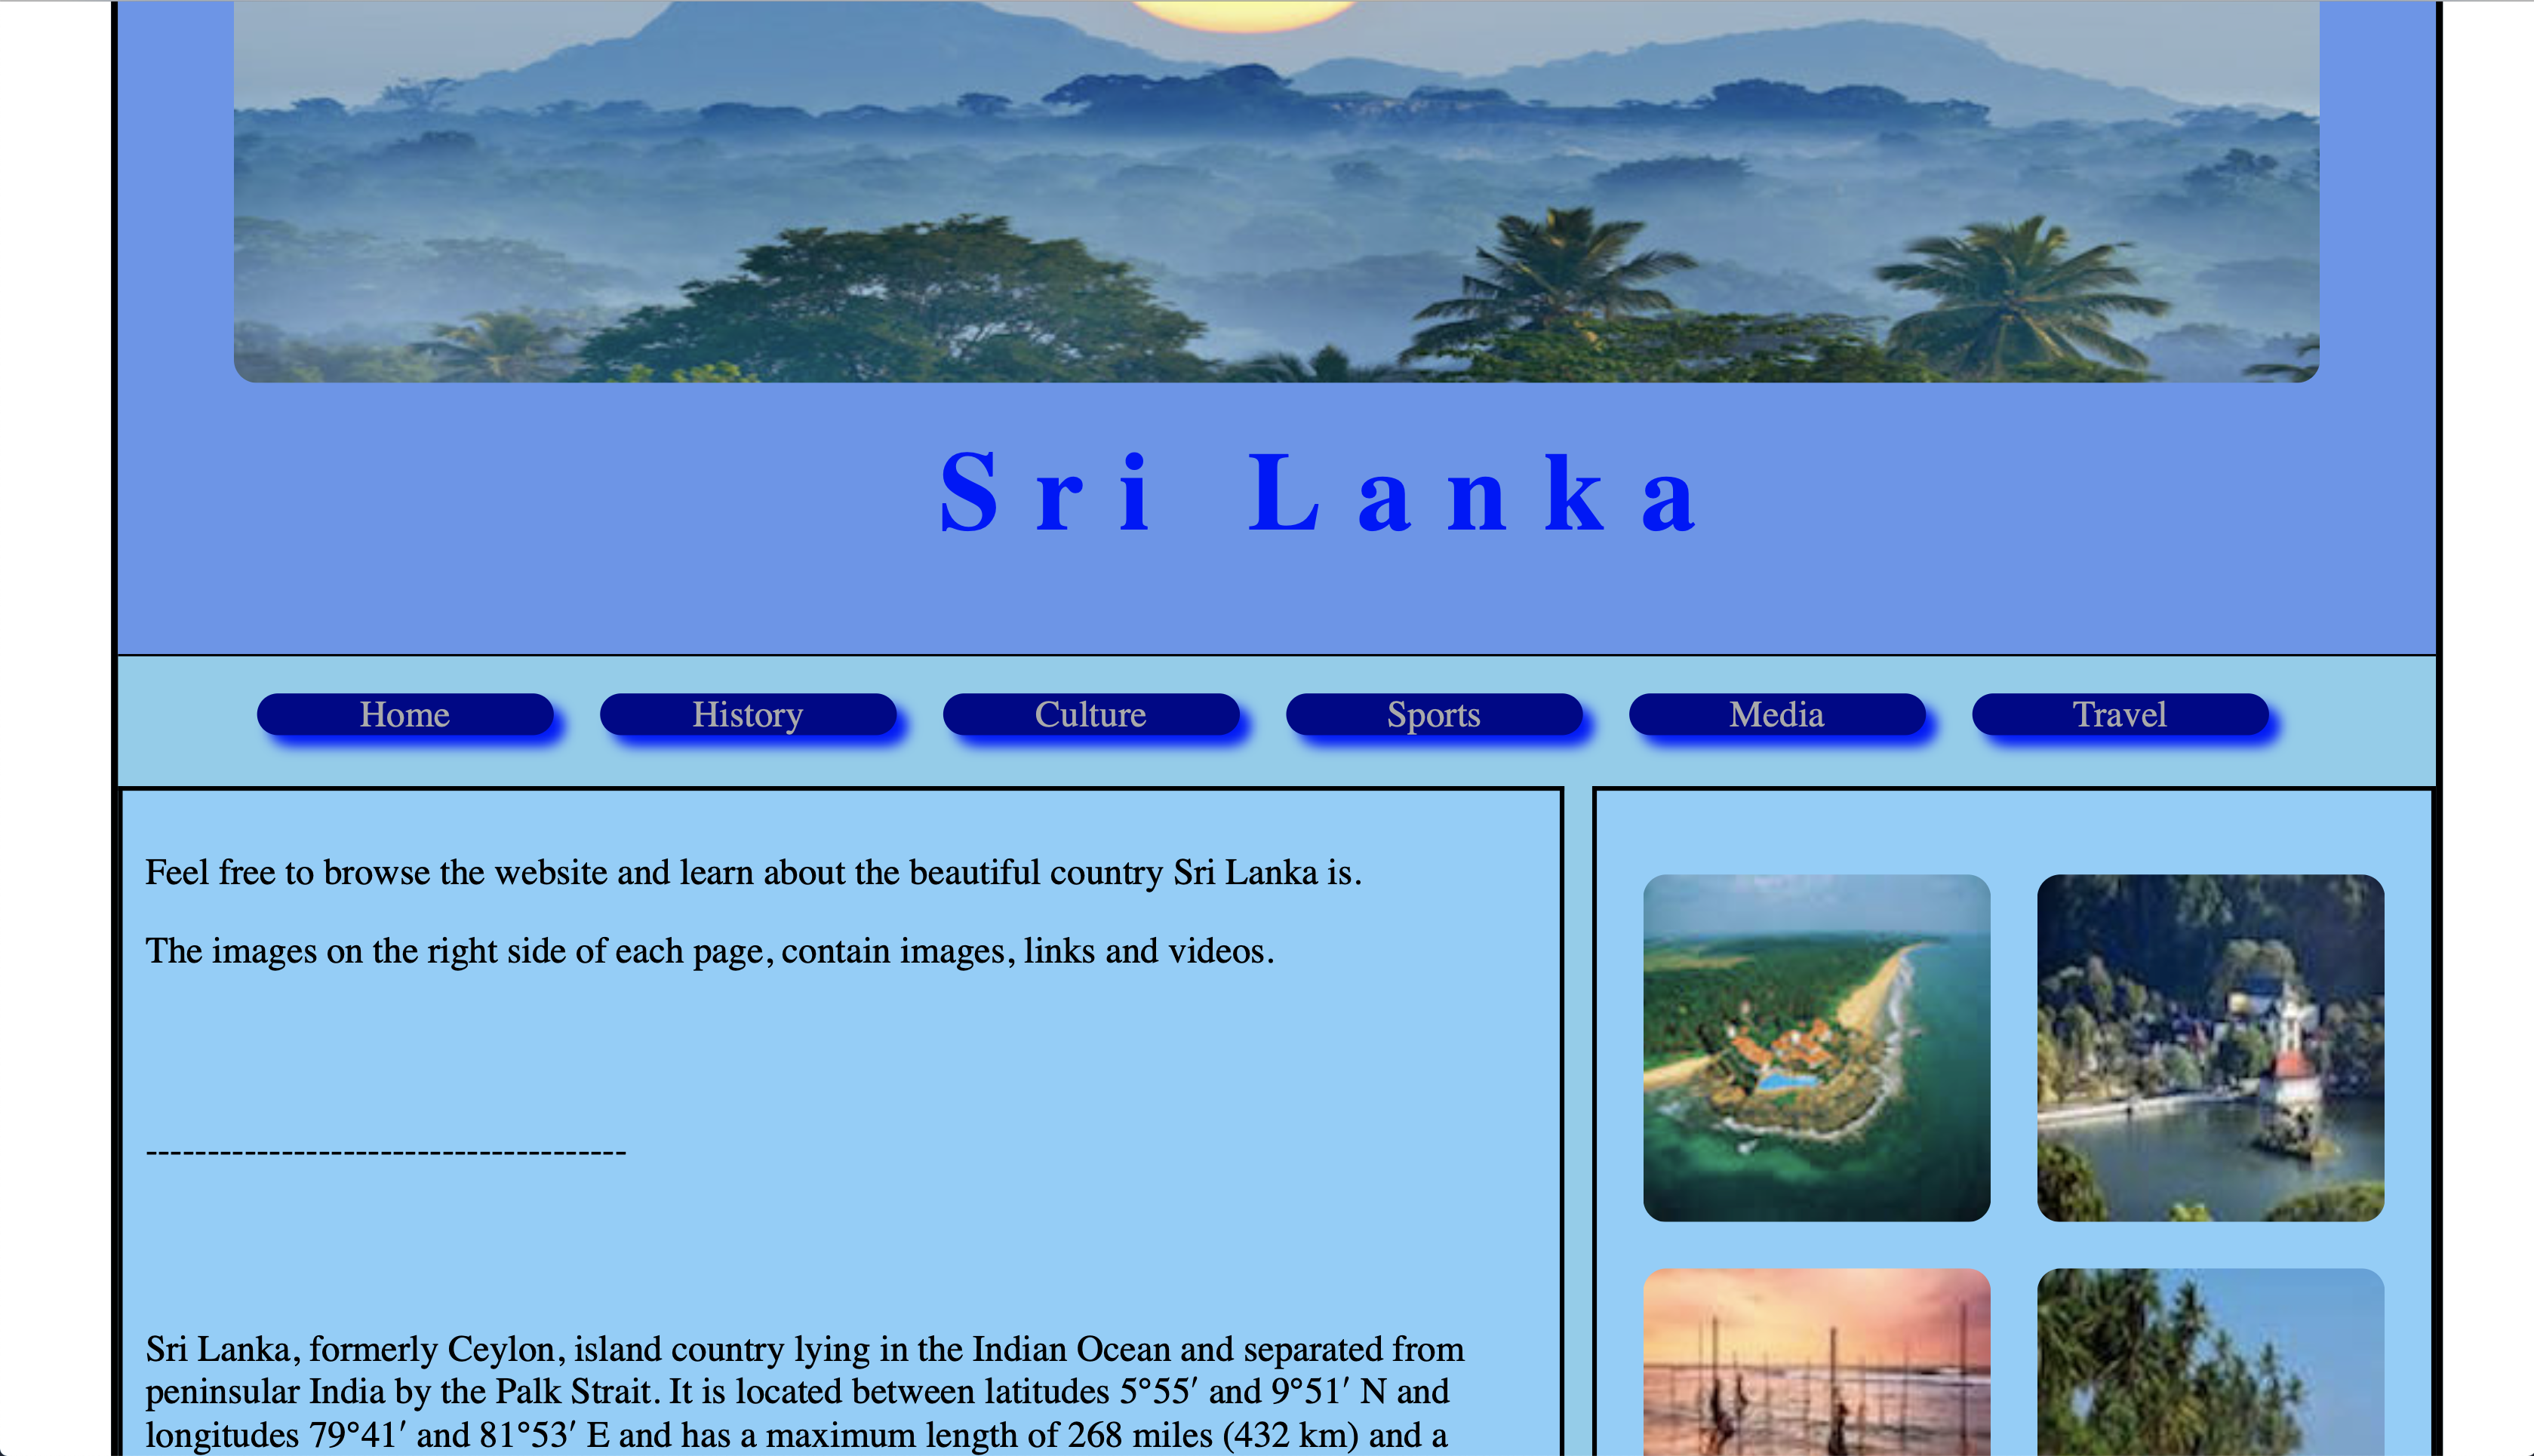 Sri Lanka
Home
History
Culture
Sports
Media
Travel
Feel free to browse the website and learn about the beautiful country Sri Lanka is.
The images on the right side of each page, contain images, links and videos.
---------------------------------------
Sri Lanka, formerly Ceylon, island country lying in the Indian Ocean and separated from
peninsular India by the Palk Strait. It is located between latitudes 5°55′ and 9°51′ N and
longitudes 79°41′ and 81°53′ E and has a maximum length of 268 miles (432 km) and a